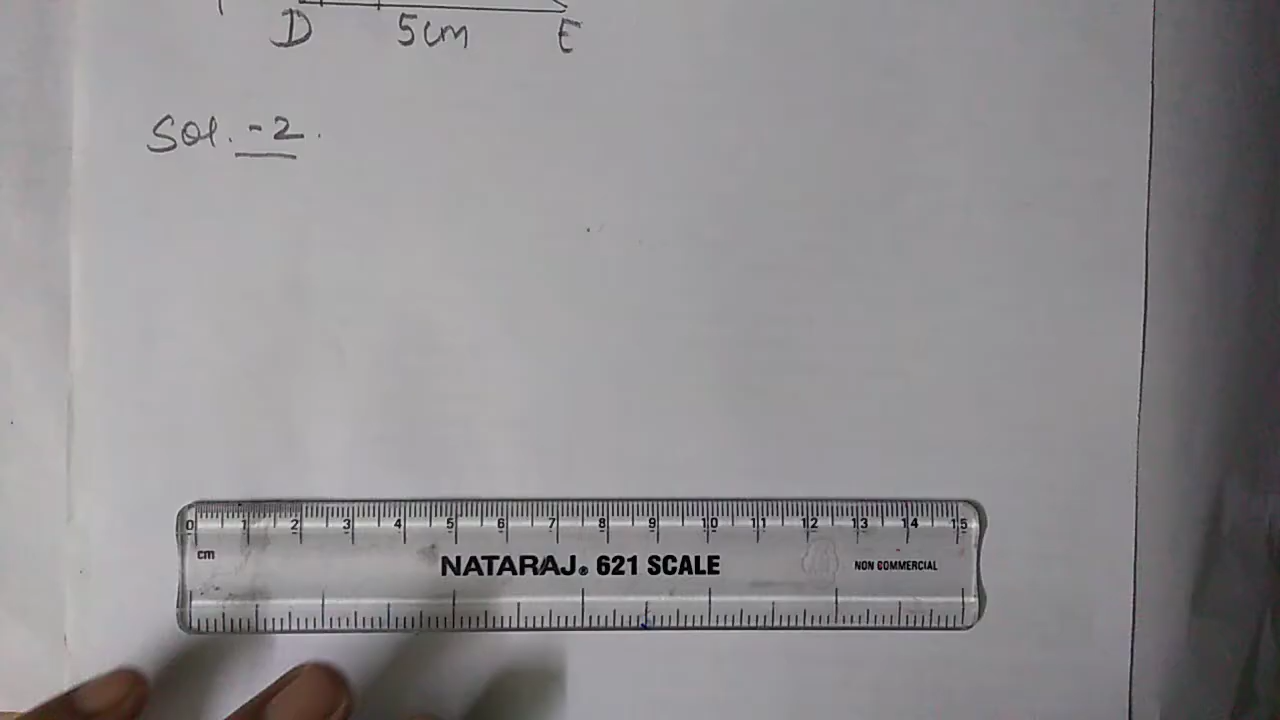 D 5cm E
Sol. -2.
0 1 2 3 4 5 6 7 8 9 10 11 12 13 14 15
cm
NATARAJ® 621 SCALE
NON COMMERCIAL